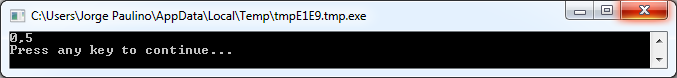 C:\Users\Jorge Paulino\AppData\Local\Temp\tmpE1E9.tmp.exe
0,5
Press any key to continue...